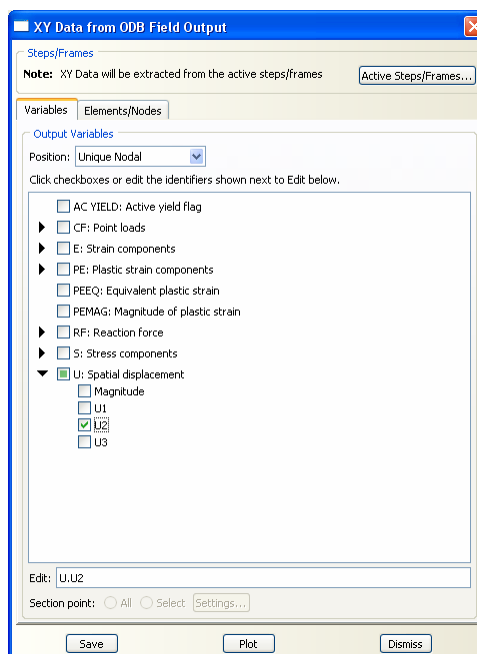 XY Data from ODB Field Output
Steps/Frames
Note: XY Data will be extracted from the active steps/frames
Active Steps/Frames...
Variables
Elements/Nodes
Output Variables
Position: Unique Nodal
Click checkboxes or edit the identifiers shown next to Edit below.
AC YIELD: Active yield flag
CF: Point loads
E: Strain components
PE: Plastic strain components
PEEQ: Equivalent plastic strain
PEMAG: Magnitude of plastic strain
RF: Reaction force
S: Stress components
U: Spatial displacement
Magnitude
U1
U2
U3
Edit: U.U2
Section point: All Select Settings...
Save Plot Dismiss